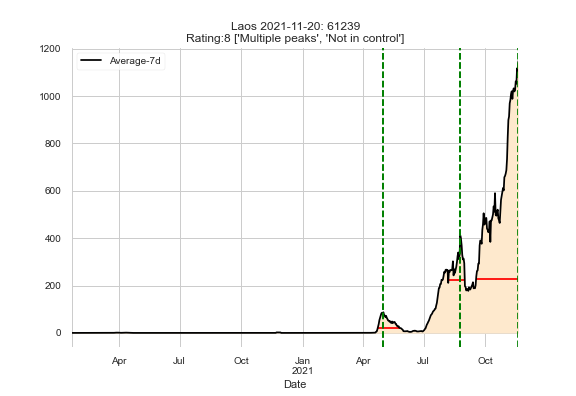 Laos 2021-11-20: 61239
Rating:8 ['Multiple peaks', 'Not in control']
Average-7d
1200
1000
800
600
400
200
0
Apr Jul Oct Jan Apr Jul Oct
2021
Date